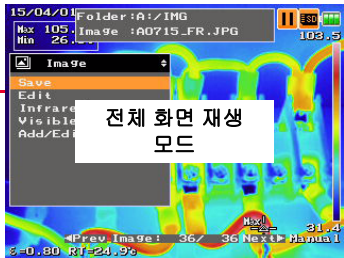 15/04/01
Folder:A:/IMG
Image :A0715_FR.JPG
SD
Max 105.
Min 26.
103.5
Image
Save
Edit
Infrare
Visible
Add/Edi
전체 화면 재생
모드
Max
31.4
◀Prev.Image: 36/ 36 Next▶ Manual
ε=0.80 RT=24.9℃